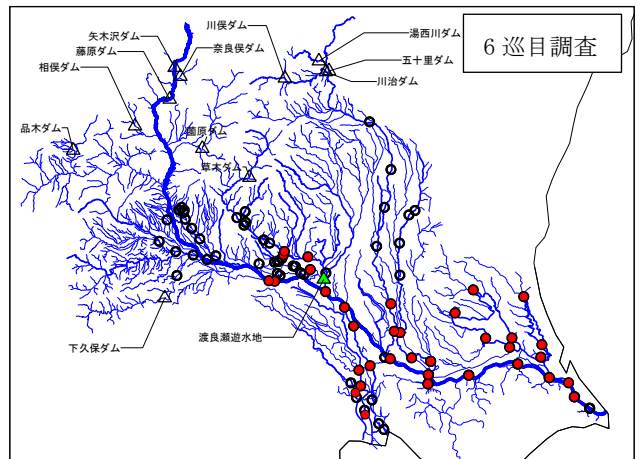 6 巡目調査
矢木沢ダム
藤原ダム
相俣ダム
奈良俣ダム
川俣ダム
湯西川ダム
五十里ダム
川治ダム
品木ダム
薗原ダム
草木ダム
渡良瀬遊水地
下久保ダム